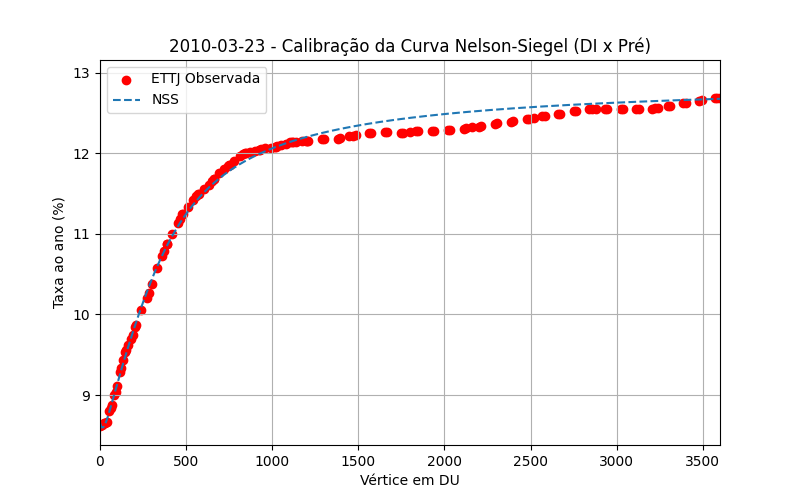 2010-03-23 - Calibração da Curva Nelson-Siegel (DI x Pré)
ETTJ Observada
NSS
13
12
11
10
9
Taxa ao ano (%)
0 500 1000 1500 2000 2500 3000 3500
Vértice em DU